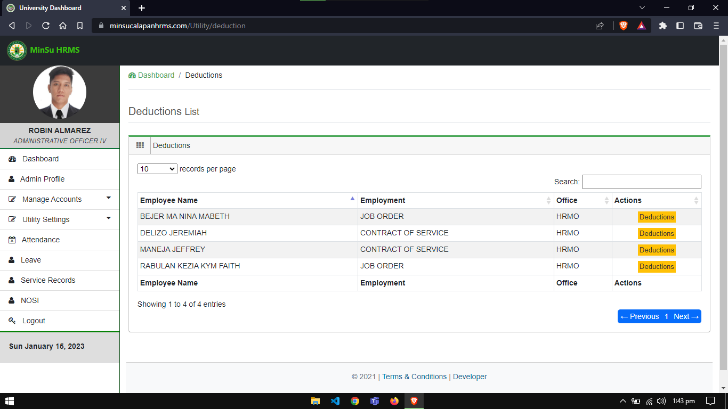 University Dashboard
minsucalapanhrms.com/Utility/deduction
MinSu HRMS
ROBIN ALMAREZ
ADMINISTRATIVE OFFICER IV
Dashboard
Admin Profile
Manage Accounts
Utility Settings
Attendance
Leave
Service Records
NOSI
Logout
Sun January 16, 2023
Dashboard / Deductions
Deductions List
Deductions
10 records per page
Search:
Employee Name Employment Office Actions
BEJER MA NINA MABETH JOB ORDER HRMO Deductions
DELIZO JEREMIAH CONTRACT OF SERVICE HRMO Deductions
MANEJA JEFFREY CONTRACT OF SERVICE HRMO Deductions
RABULAN KEZIA KYM FAITH JOB ORDER HRMO Deductions
Employee Name Employment Office Actions
Showing 1 to 4 of 4 entries
← Previous 1 Next →
© 2021 | Terms & Conditions | Developer
1:43 pm